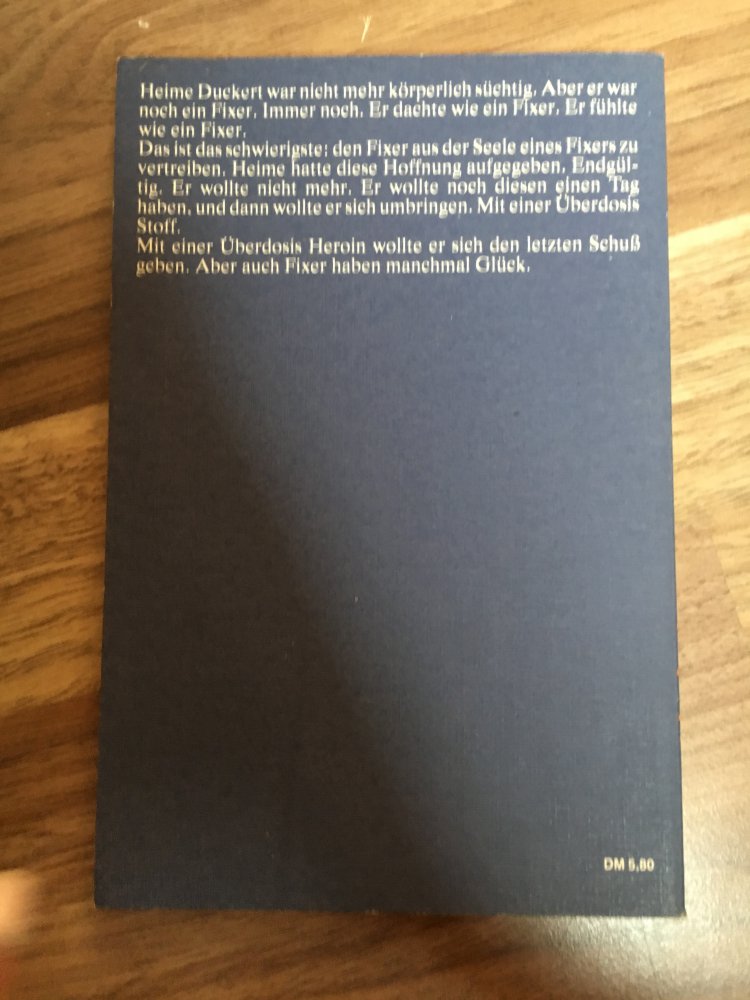 Heime Duckert war nicht mehr körperlich süchtig. Aber er war
noch ein Fixer. Immer noch. Er dachte wie ein Fixer. Er fühlte
wie ein Fixer.
Das ist das schwierigste: den Fixer aus der Seele eines Fixers zu
vertreiben. Heime hatte diese Hoffnung aufgegeben. Endgül-
tig. Er wollte nicht mehr. Er wollte noch diesen einen Tag
haben, und dann wollte er sich umbringen. Mit einer Überdosis
Stoff.
Mit einer Überdosis Heroin wollte er sich den letzten Schuß
geben. Aber auch Fixer haben manchmal Glück.
DM 5,80